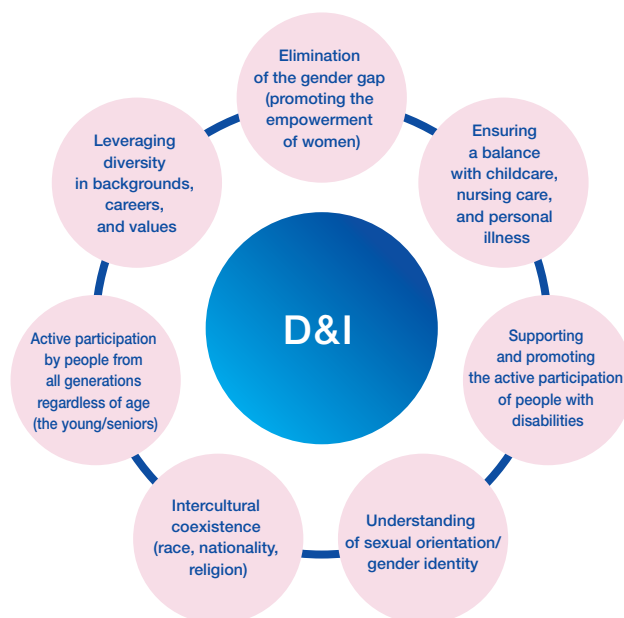 Elimination
of the gender gap
(promoting the
empowerment
of women)
Ensuring
a balance
with childcare,
nursing care,
and personal
illness
Supporting
and promoting
the active participation
of people with
disabilities
Understanding
of sexual orientation/
gender identity
Intercultural
coexistence
(race, nationality,
religion)
Active participation
by people from
all generations
regardless of age
(the young/seniors)
Leveraging
diversity
in backgrounds,
careers,
and values
D&I